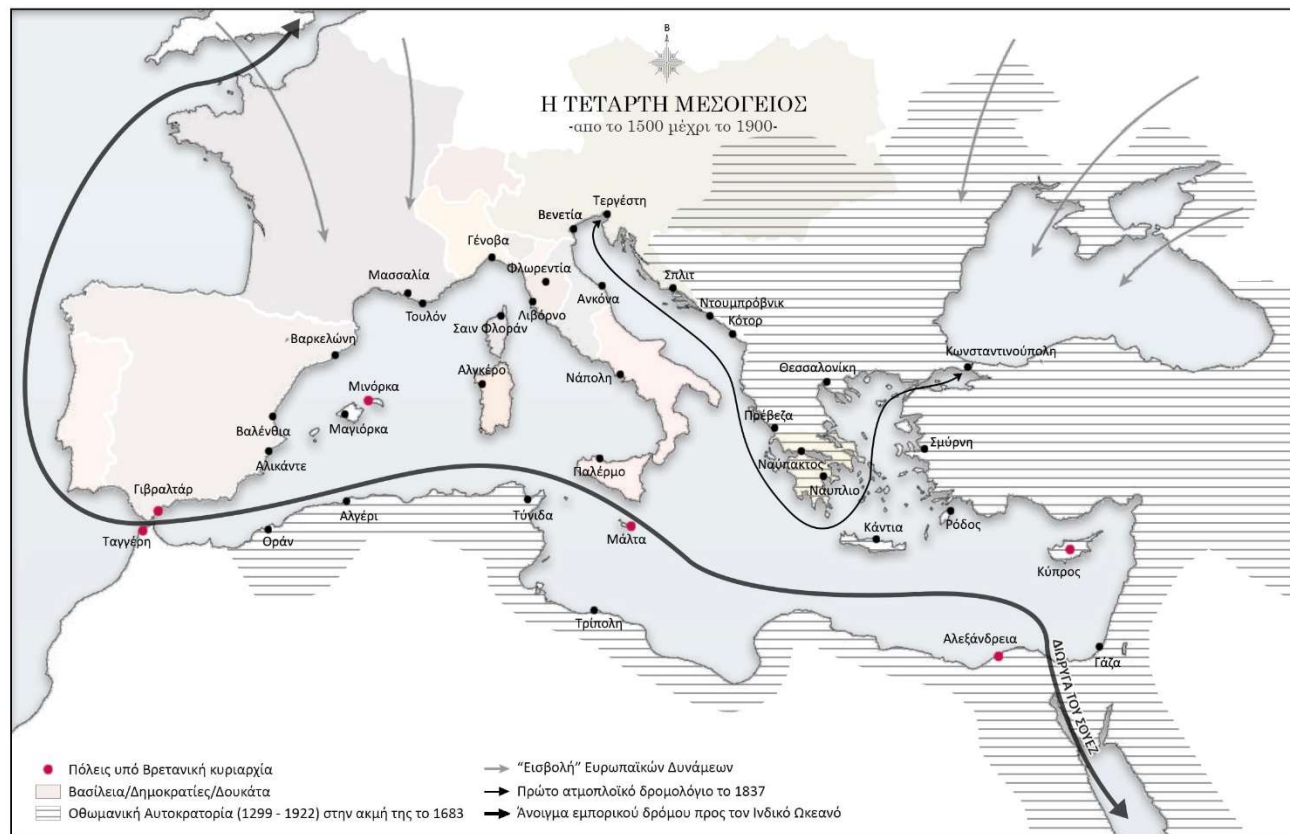 Β
Η ΤΕΤΑΡΤΗ ΜΕΣΟΓΕΙΟΣ
-απο το 1500 μέχρι το 1900-
Τεργέστη
Βενετία
Γένοβα
Φλωρεντία
Μασσαλία
Τουλόν
Λιβόρνο
Ανκόνα
Σπλιτ
Σαιν Φλοράν
Ντουμπρόβνικ
Κότορ
Βαρκελώνη
Κωνσταντινούπολη
Αλγκέρο
Νάπολη
Θεσσαλονίκη
Μινόρκα
Μαγιόρκα
Βαλένθια
Πρέβεζα
Αλικάντε
Σμύρνη
Παλέρμο
Ναύπακτος
Ναύπλιο
Γιβραλτάρ
Ταγγέρη
Οράν
Αλγέρι
Τύνιδα
Μάλτα
Κάντια
Ρόδος
Κύπρος
Τρίπολη
Αλεξάνδρεια
Γάζα
ΔΙΩΡΥΓΑ ΤΟΥ ΣΟΥΕΖ
Πόλεις υπό Βρετανική κυριαρχία
Βασίλεια/Δημοκρατίες/Δουκάτα
Οθωμανική Αυτοκρατορία (1299 - 1922) στην ακμή της το 1683
"Εισβολή" Ευρωπαϊκών Δυνάμεων
Πρώτο ατμοπλοϊκό δρομολόγιο το 1837
Άνοιγμα εμπορικού δρόμου προς τον Ινδικό Ωκεανό